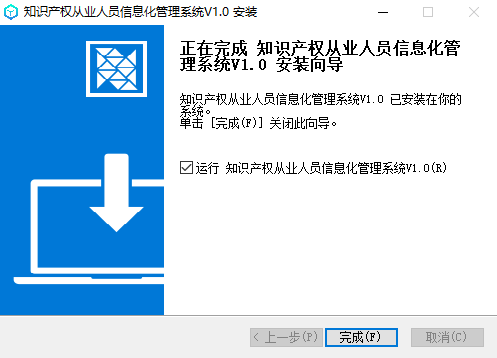 知识产权从业人员信息化管理系统V1.0 安装
正在完成 知识产权从业人员信息化管
理系统V1.0 安装向导
知识产权从业人员信息化管理系统V1.0 已安装在你的
系统。
单击 [完成(F)] 关闭此向导。
运行 知识产权从业人员信息化管理系统V1.0(R)
< 上一步(P) 完成(F) 取消(C)